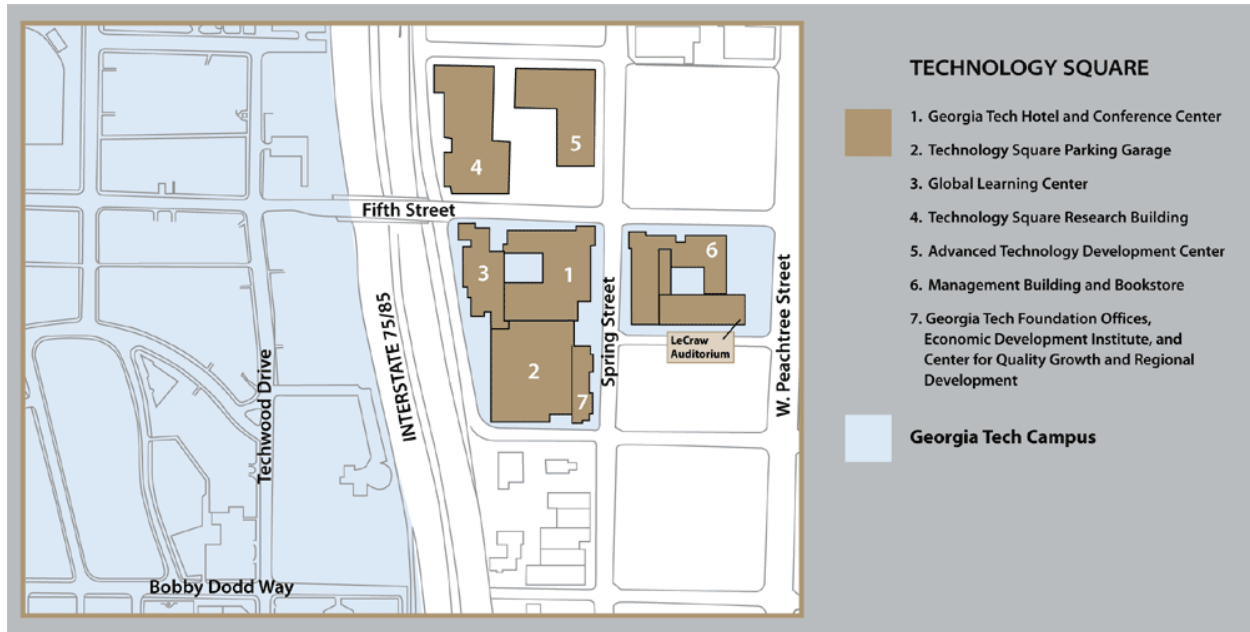 4
5
Fifth Street
3
1
6
2
7
LeCraw
Auditorium
Techwood Drive
INTERSTATE 75/85
Spring Street
W. Peachtree Street
Bobby Dodd Way
TECHNOLOGY SQUARE
1. Georgia Tech Hotel and Conference Center
2. Technology Square Parking Garage
3. Global Learning Center
4. Technology Square Research Building
5. Advanced Technology Development Center
6. Management Building and Bookstore
7. Georgia Tech Foundation Offices,
Economic Development Institute, and
Center for Quality Growth and Regional
Development
Georgia Tech Campus